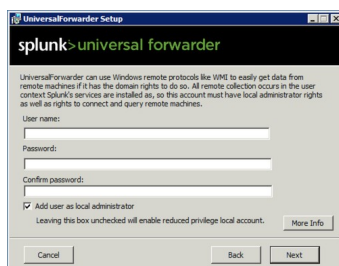 UniversalForwarder Setup
splunk>universal forwarder
UniversalForwarder can use Windows remote protocols like WMI to easily get data from
remote machines if it has the domain rights to do so. All remote collection occurs in the user
context Splunk's services are installed as, so this account must have local administrator rights
as well as rights to connect and query remote machines.
User name:
Password:
Confirm password:
Add user as local administrator
Leaving this box unchecked will enable reduced privilege local account.
More Info
Cancel
Back
Next